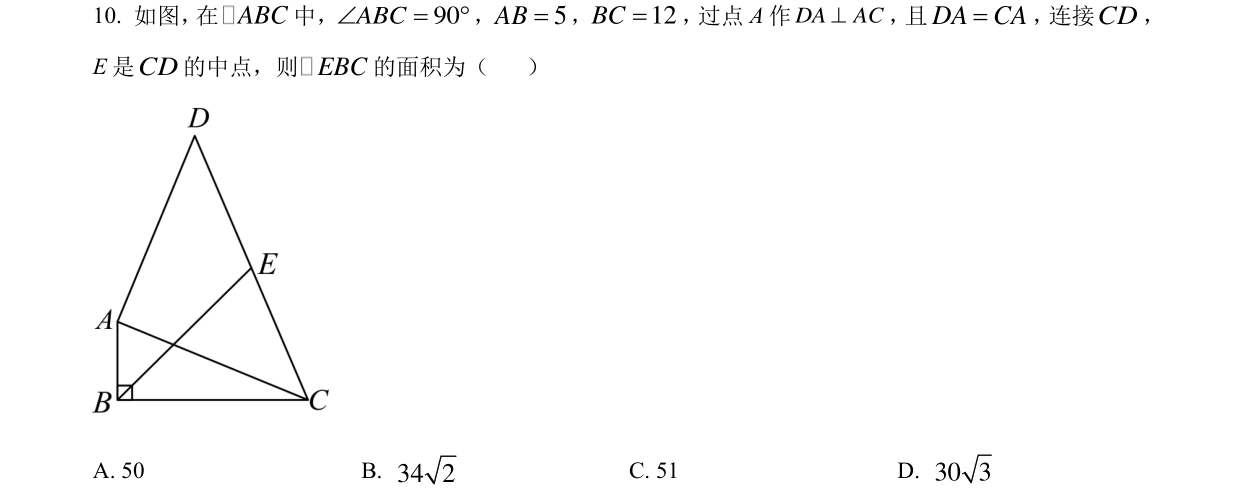 10. 如图，在□ABC中，∠ABC=90°，AB=5，BC=12，过点A作DA⊥AC，且DA=CA，连接CD，
E是CD的中点，则□EBC的面积为（　　）
D
E
A
B
C
A. 50 B. 34√2 C. 51 D. 30√3